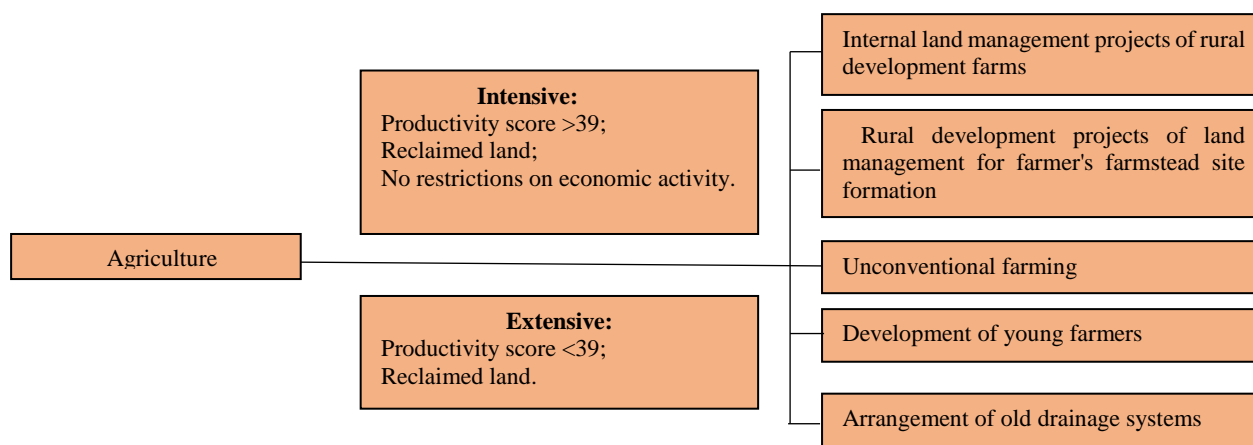 Agriculture
Intensive:
Productivity score >39;
Reclaimed land;
No restrictions on economic activity.
Extensive:
Productivity score <39;
Reclaimed land.
Internal land management projects of rural
development farms
Rural development projects of land
management for farmer's farmstead site
formation
Unconventional farming
Development of young farmers
Arrangement of old drainage systems